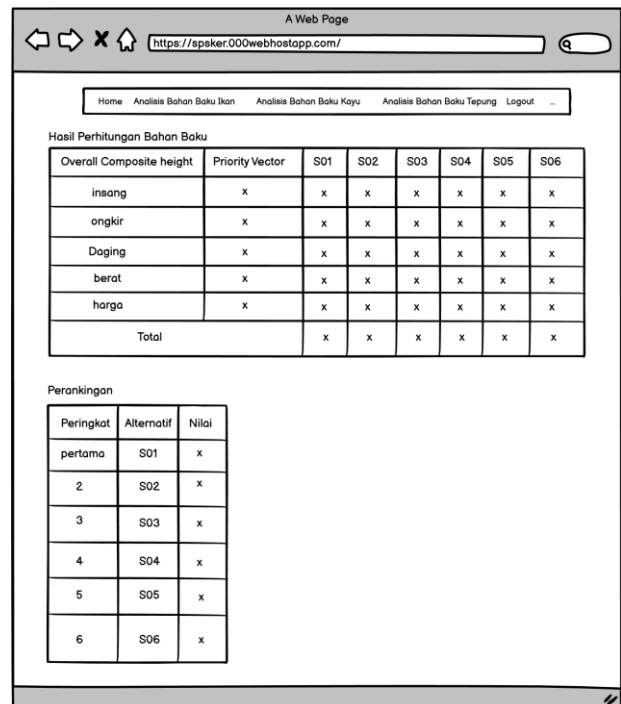 A Web Page
https://spsker.000webhostapp.com/
Home Analisis Bahan Baku Ikan Analisis Bahan Baku Kayu Analisis Bahan Baku Tepung Logout ...
Hasil Perhitungan Bahan Baku
Overall Composite height Priority Vector S01 S02 S03 S04 S05 S06
insang x x x x x x x
ongkir x x x x x x x
Daging x x x x x x x
berat x x x x x x x
harga x x x x x x x
Total x x x x x x
Perankingan
Peringkat Alternatif Nilai
pertama S01 x
2 S02 x
3 S03 x
4 S04 x
5 S05 x
6 S06 x